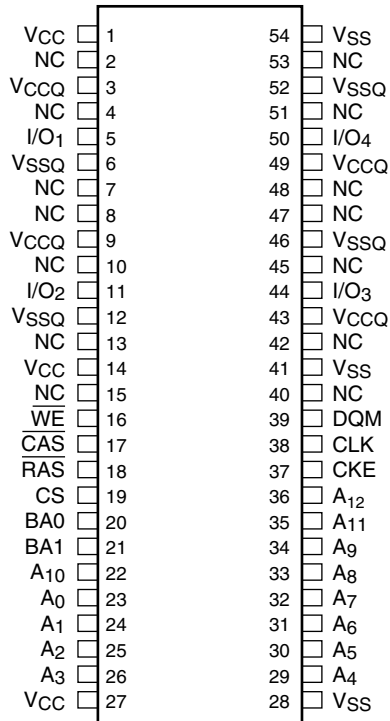 VCC 1 54 VSS
NC 2 53 NC
VCCQ 3 52 VSSQ
NC 4 51 NC
I/O1 5 50 I/O4
VSSQ 6 49 VCCQ
NC 7 48 NC
NC 8 47 NC
VCCQ 9 46 VSSQ
NC 10 45 NC
I/O2 11 44 I/O3
VSSQ 12 43 VCCQ
NC 13 42 NC
VCC 14 41 VSS
NC 15 40 NC
W̅E̅ 16 39 DQM
C̅A̅S̅ 17 38 CLK
R̅A̅S̅ 18 37 CKE
CS 19 36 A12
BA0 20 35 A11
BA1 21 34 A9
A10 22 33 A8
A0 23 32 A7
A1 24 31 A6
A2 25 30 A5
A3 26 29 A4
VCC 27 28 VSS